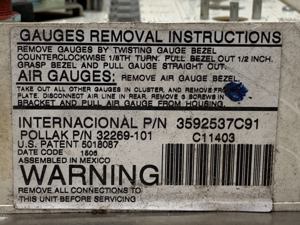 GAUGES REMOVAL INSTRUCTIONS
REMOVE GAUGES BY TWISTING GAUGE BEZEL
COUNTERCLOCKWISE 1/8TH TURN. PULL BEZEL OUT 1/2 INCH.
GRASP BEZEL AND PULL GAUGE STRAIGHT OUT.
AIR GAUGES: REMOVE AIR GAUGE BEZEL.
TAKE OUT ALL OTHER GAUGES IN CLUSTER, AND REMOVE
PLATE. DISCONNECT AIR LINE IN REAR, REMOVE SCREWS IN
BRACKET AND PULL AIR GAUGE FROM HOUSING.
INTERNACIONAL P/N 3592537C91
POLLAK P/N 32269-101 C11403
U.S. PATENT 5018087
DATE CODE 1506
ASSEMBLED IN MEXICO
WARNING
REMOVE ALL CONNECTIONS TO
THIS UNIT BEFORE SERVICING